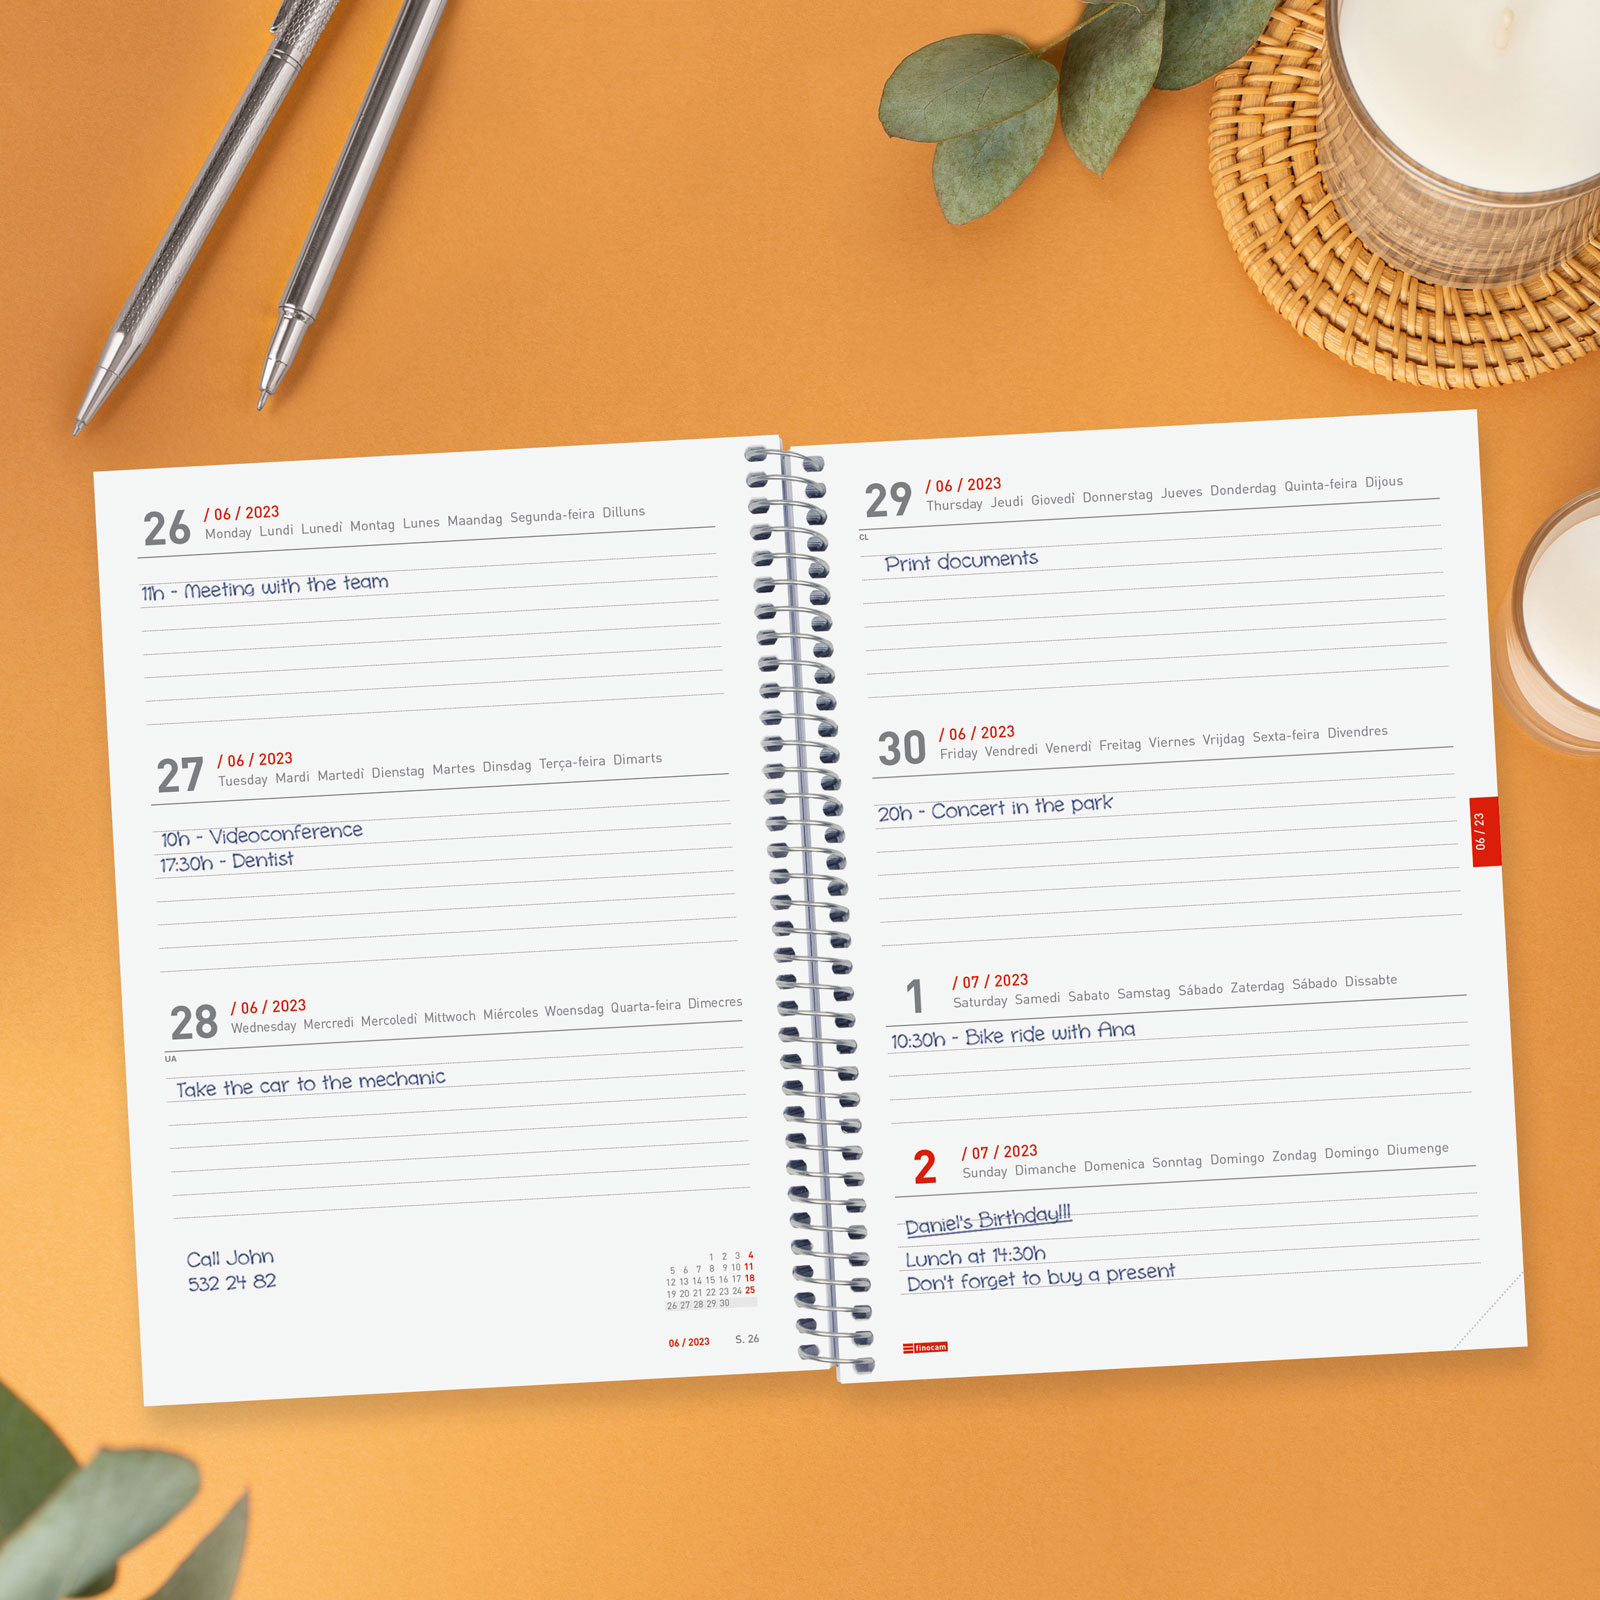 26 / 06 / 2023
Monday Lundi Lunedì Montag Lunes Maandag Segunda-feira Dilluns
11h - Meeting with the team
27 / 06 / 2023
Tuesday Mardi Martedì Dienstag Martes Dinsdag Terça-feira Dimarts
10h - Videoconference
17:30h - Dentist
28 / 06 / 2023
Wednesday Mercredi Mercoledì Mittwoch Miércoles Woensdag Quarta-feira Dimecres
UA
Take the car to the mechanic
Call John
532 24 82
1 2 3 4
5 6 7 8 9 10 11
12 13 14 15 16 17 18
19 20 21 22 23 24 25
26 27 28 29 30
06 / 2023 S. 26
29 / 06 / 2023
Thursday Jeudi Giovedì Donnerstag Jueves Donderdag Quinta-feira Dijous
CL
Print documents
30 / 06 / 2023
Friday Vendredi Venerdì Freitag Viernes Vrijdag Sexta-feira Divendres
20h - Concert in the park
06 / 23
1 / 07 / 2023
Saturday Samedi Sabato Samstag Sábado Zaterdag Sábado Dissabte
10:30h - Bike ride with Ana
2 / 07 / 2023
Sunday Dimanche Domenica Sonntag Domingo Zondag Domingo Diumenge
Daniel's Birthday!!!
Lunch at 14:30h
Don't forget to buy a present
finocam